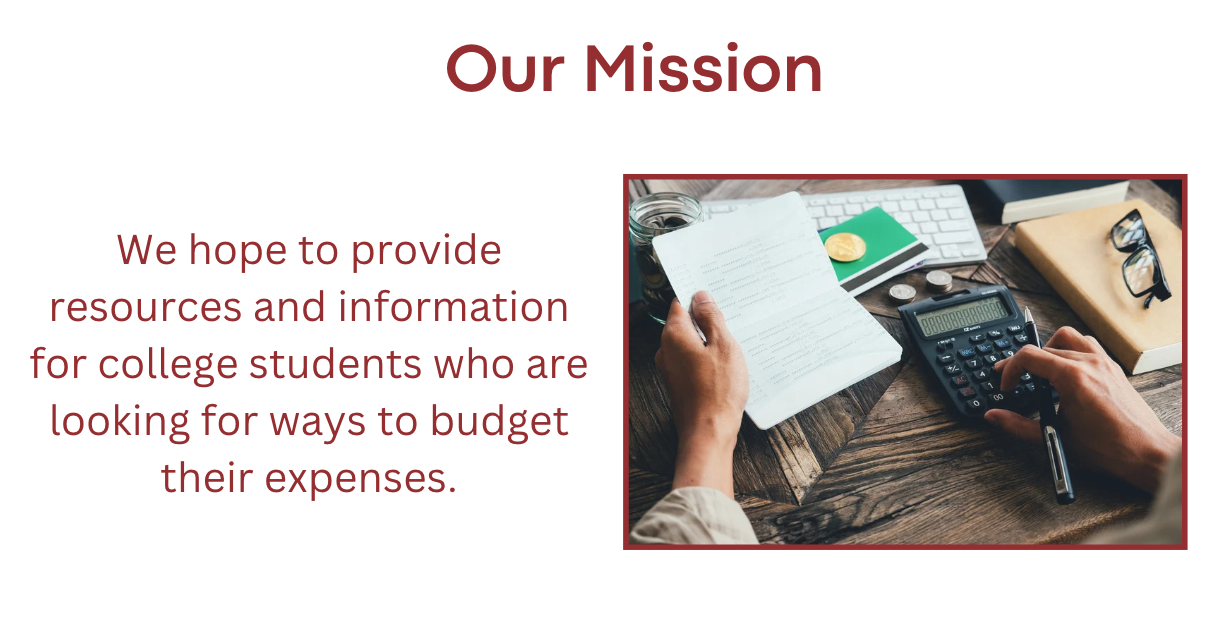 Our Mission
We hope to provide
resources and information
for college students who are
looking for ways to budget
their expenses.